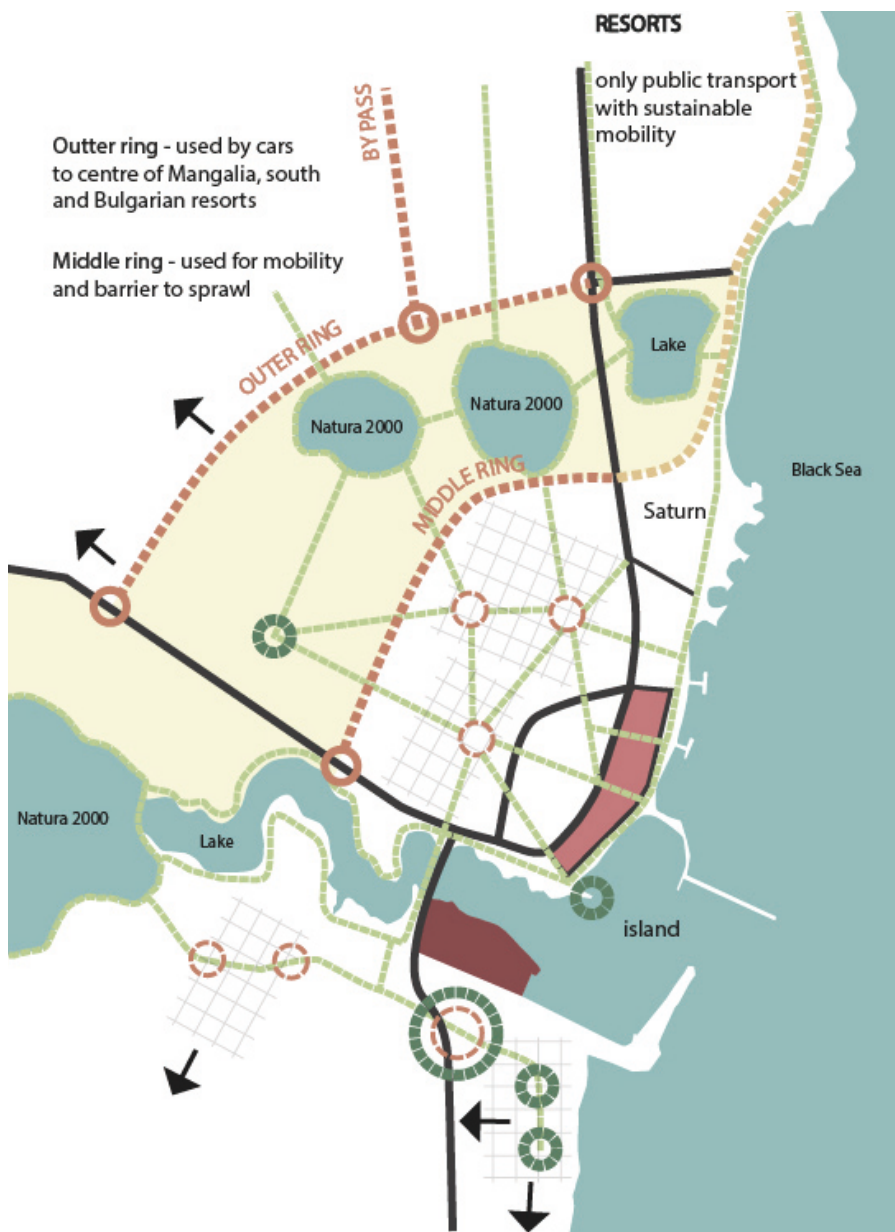 RESORTS
only public transport
with sustainable
mobility
BY PASS
Outter ring - used by cars
to centre of Mangalia, south
and Bulgarian resorts
Middle ring - used for mobility
and barrier to sprawl
OUTER RING
Lake
Natura 2000
Natura 2000
MIDDLE RING
Black Sea
Saturn
Natura 2000
Lake
island